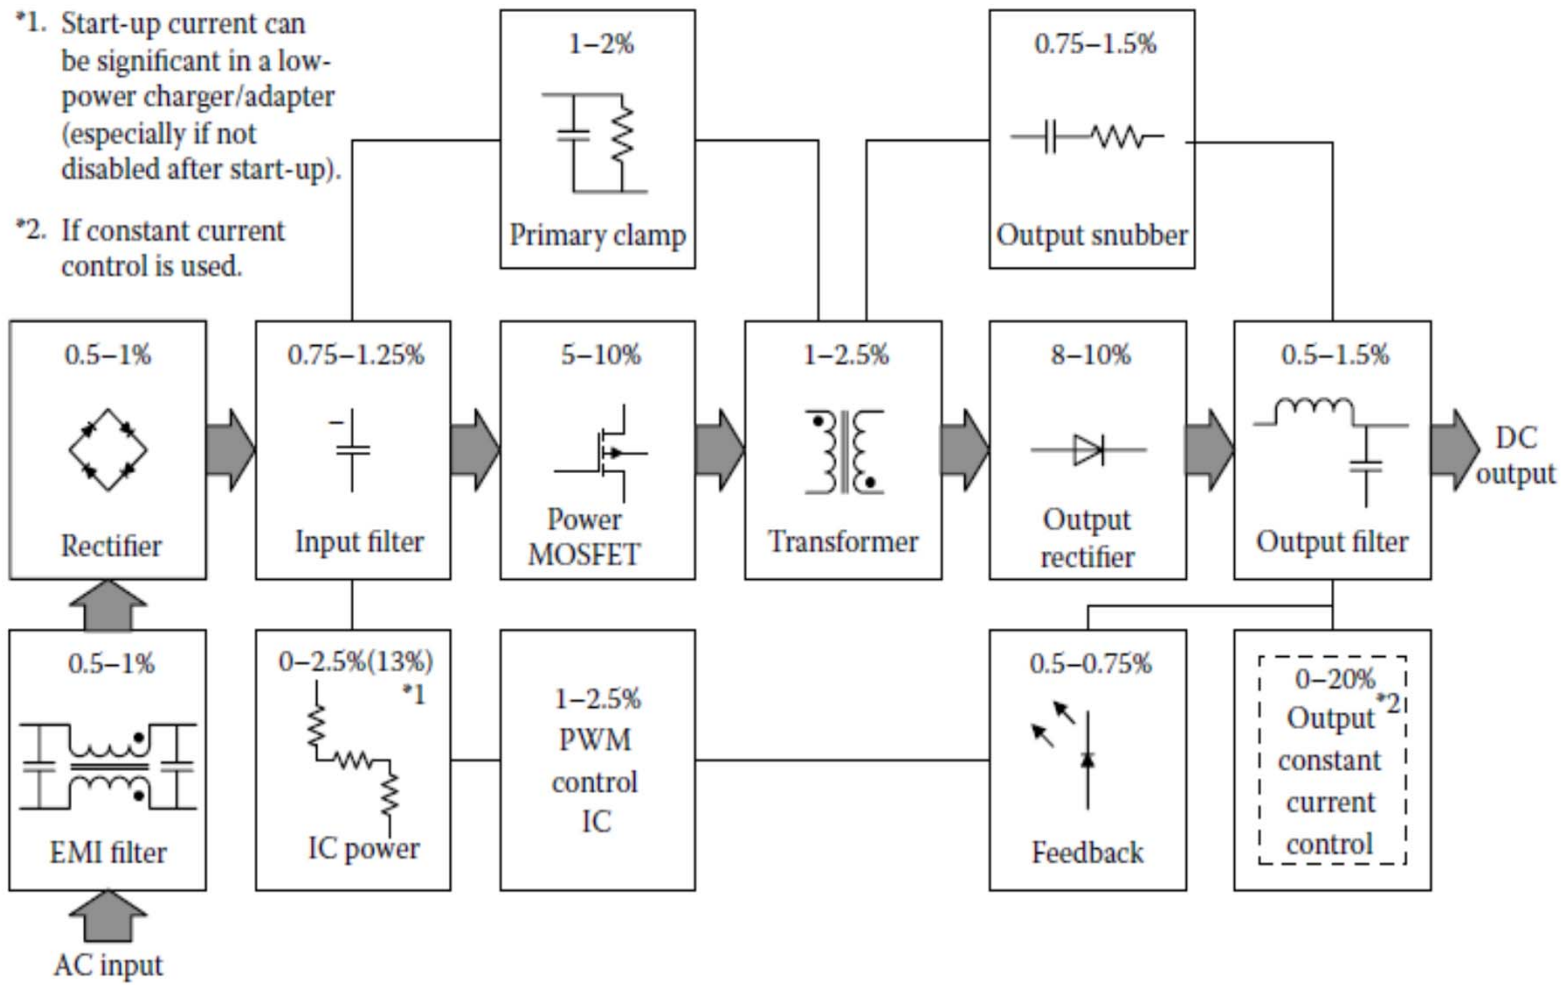 *1. Start-up current can
be significant in a low-
power charger/adapter
(especially if not
disabled after start-up).
*2. If constant current
control is used.
1–2%
Primary clamp
0.75–1.5%
Output snubber
0.5–1%
Rectifier
0.75–1.25%
Input filter
5–10%
Power
MOSFET
1–2.5%
Transformer
8–10%
Output
rectifier
0.5–1.5%
Output filter
DC
output
0.5–1%
EMI filter
0–2.5%(13%)
*1
IC power
1–2.5%
PWM
control
IC
0.5–0.75%
Feedback
0–20%
*2
Output
constant
current
control
AC input